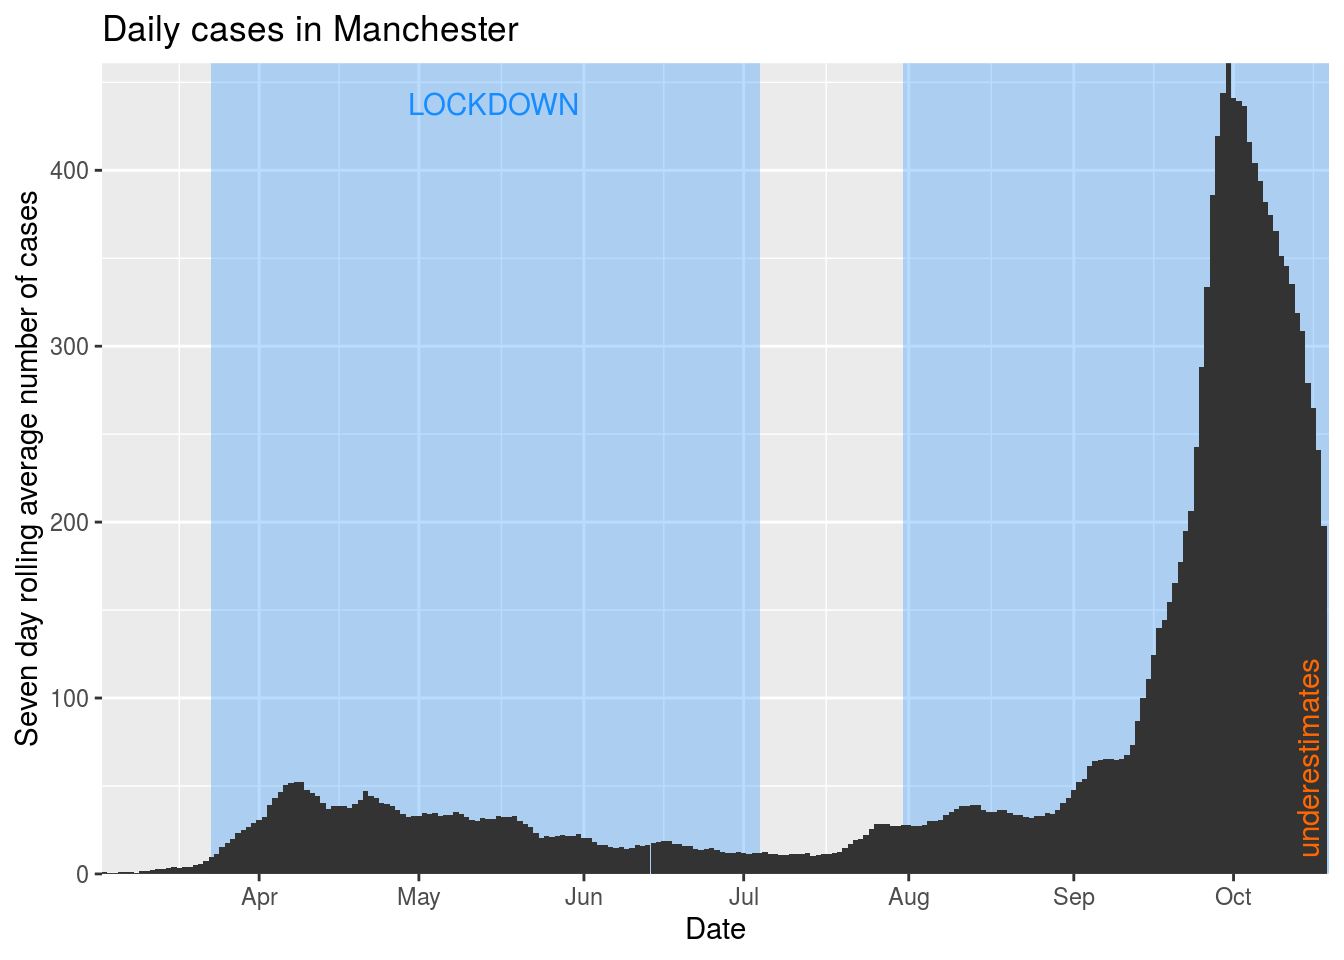 Daily cases in Manchester
LOCKDOWN
Seven day rolling average number of cases
400
300
200
100
0
underestimates
Apr
May
Jun
Jul
Aug
Sep
Oct
Date